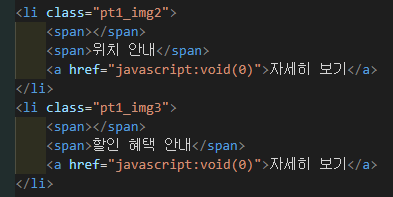 <li class="pt1_img2">
<span></span>
<span>위치 안내</span>
<a href="javascript:void(0)">자세히 보기</a>
</li>
<li class="pt1_img3">
<span></span>
<span>할인 혜택 안내</span>
<a href="javascript:void(0)">자세히 보기</a>
</li>